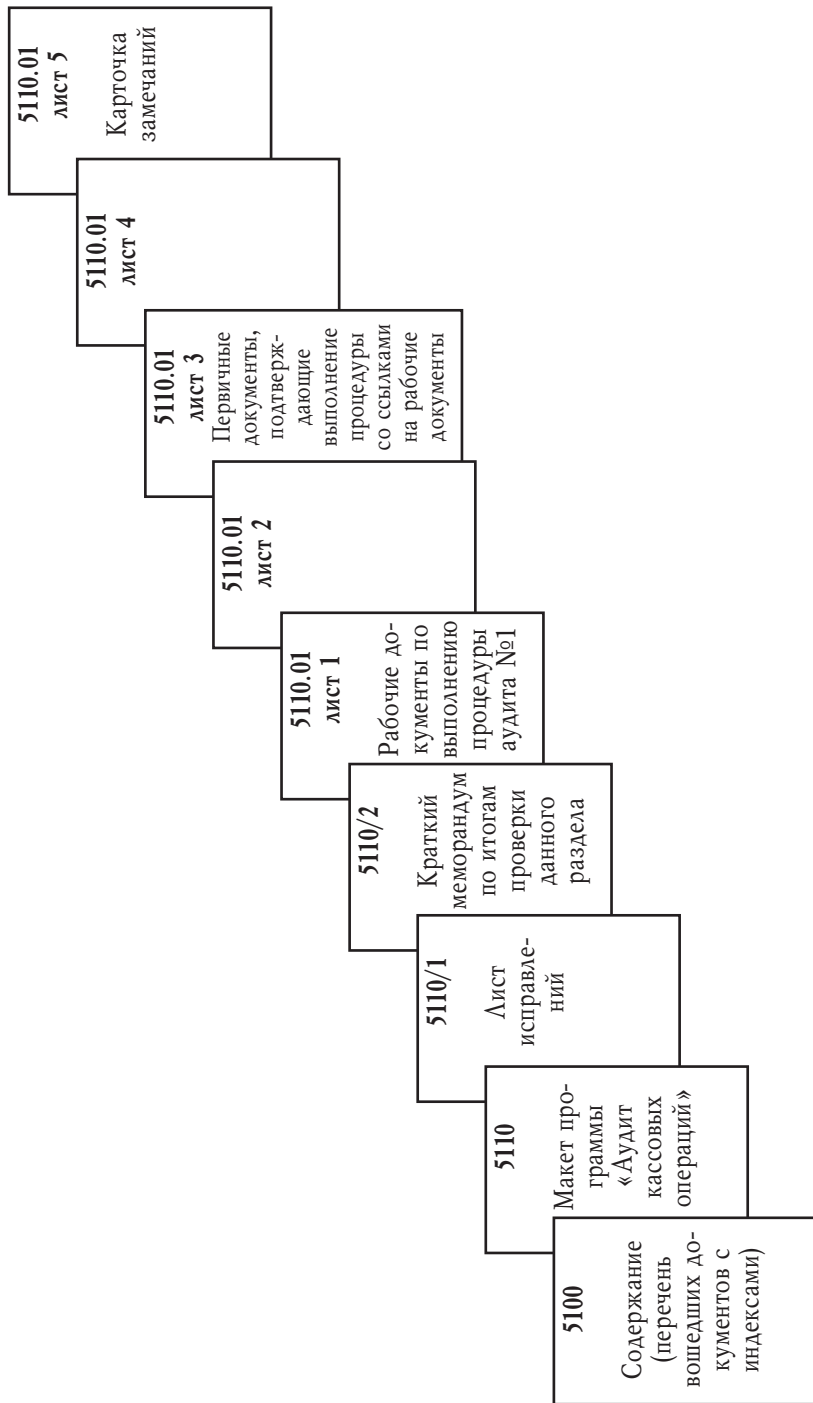 5100
Содержание
(перечень
вошедших до-
кументов с
индексами)
5110
Макет про-
граммы
«Аудит
кассовых
операций»
5110/1
Лист
исправле-
ний
5110/2
Краткий
меморандум
по итогам
проверки
данного
раздела
5110.01
лист 1
Рабочие до-
кументы по
выполнению
процедуры
аудита №1
5110.01
лист 2
5110.01
лист 3
Первичные
документы,
подтверж-
дающие
выполнение
процедуры
со ссылками
на рабочие
документы
5110.01
лист 4
5110.01
лист 5
Карточка
замечаний